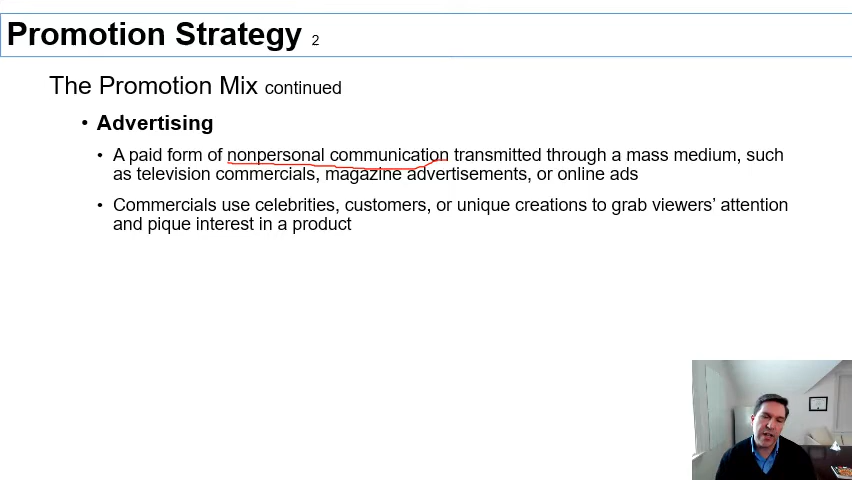 Promotion Strategy 2
The Promotion Mix continued
• Advertising
• A paid form of nonpersonal communication transmitted through a mass medium, such
as television commercials, magazine advertisements, or online ads
• Commercials use celebrities, customers, or unique creations to grab viewers’ attention
and pique interest in a product